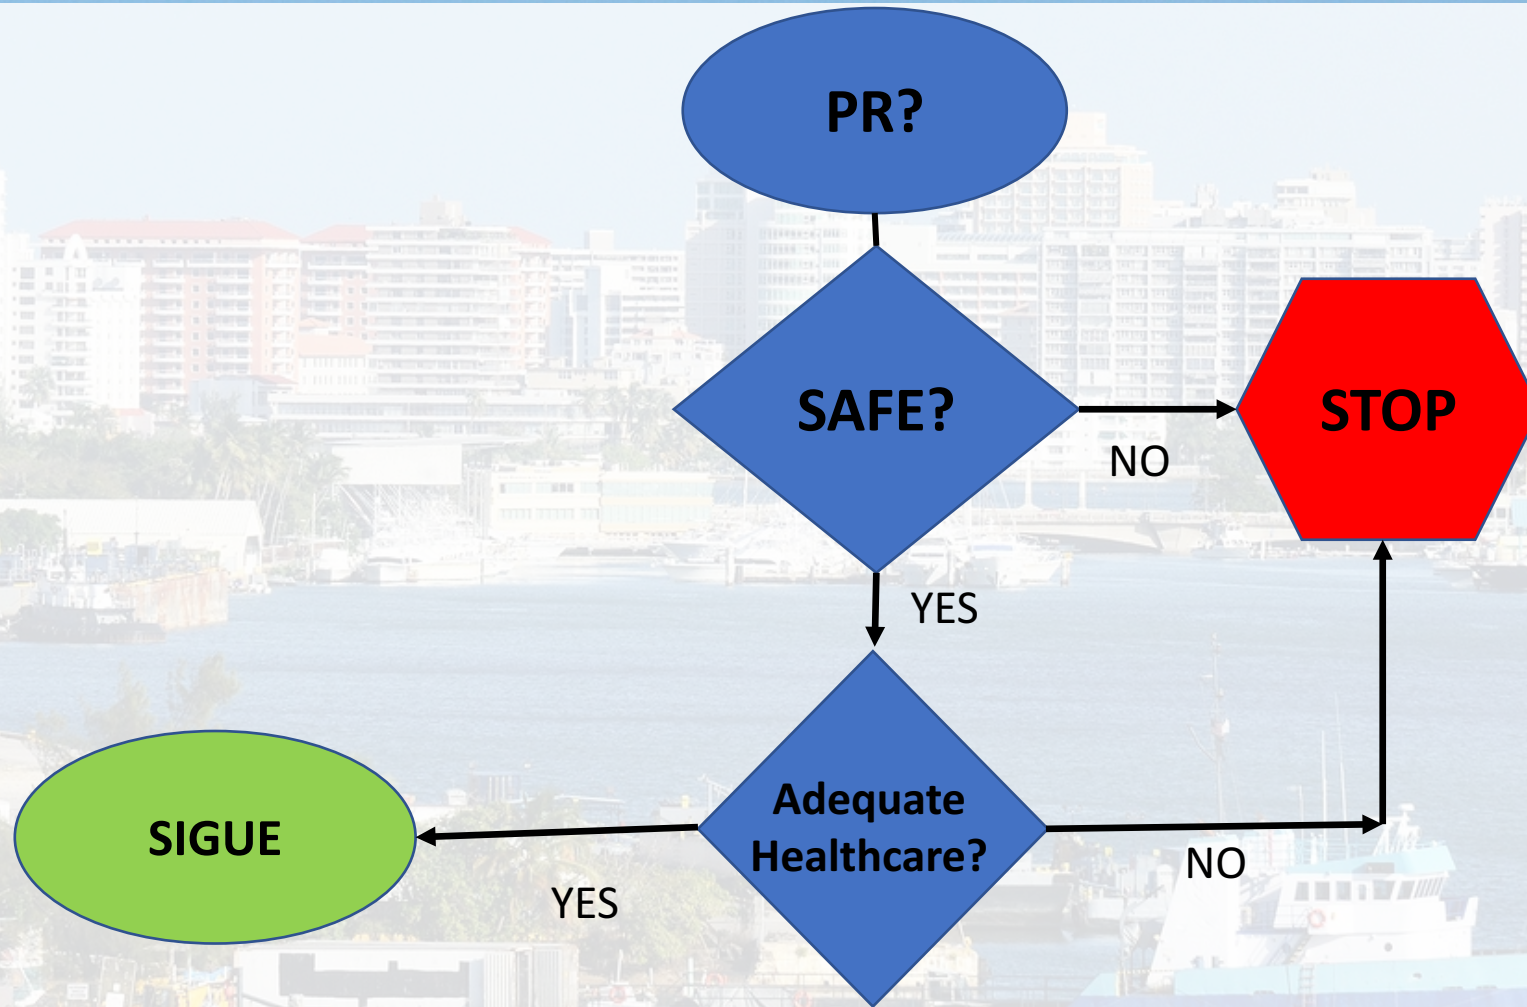 PR?
SAFE?
STOP
NO
YES
Adequate
Healthcare?
SIGUE
NO
YES